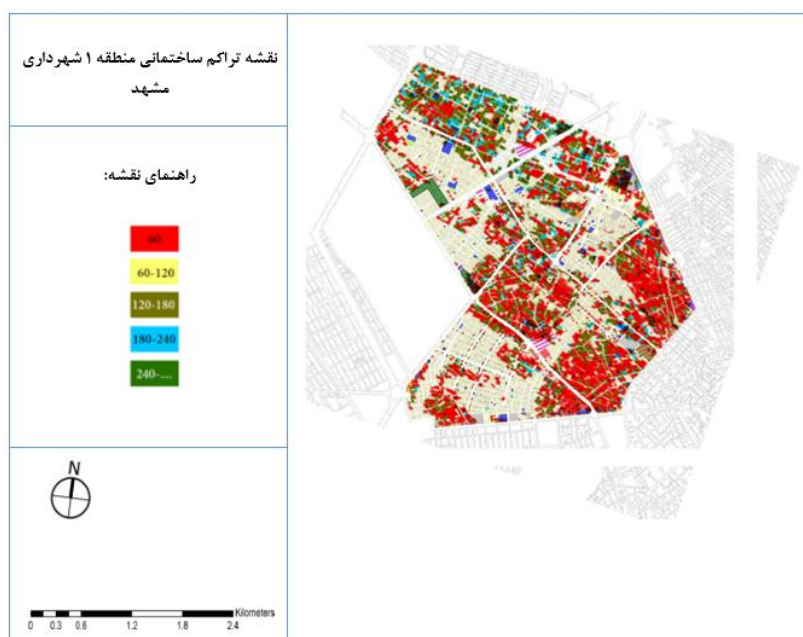 نقشه تراکم ساختمانی منطقه ۱ شهرداری
مشهد
راهنمای نقشه:
60
60-120
120-180
180-240
240-....
N
Kilometers
0 0.3 0.6 1.2 1.8 2.4